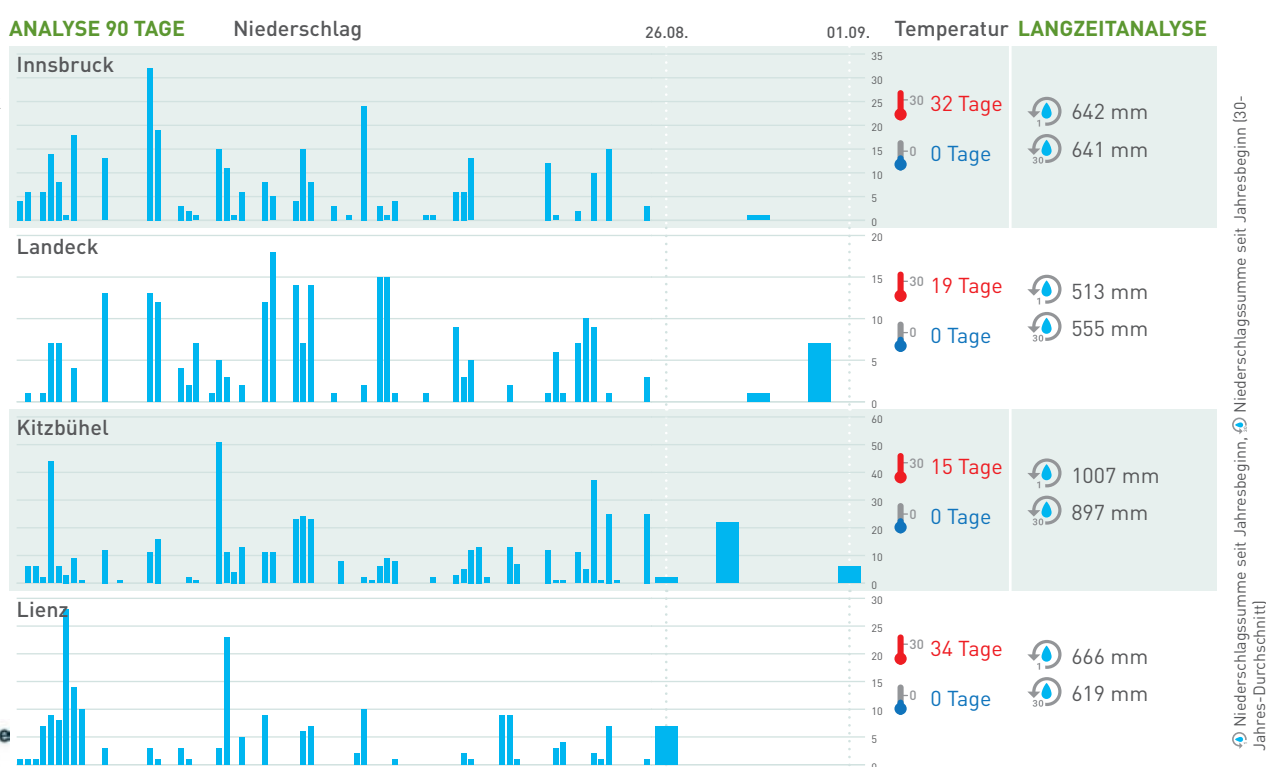 ANALYSE 90 TAGE Niederschlag 26.08. 01.09. Temperatur LANGZEITANALYSE
Innsbruck
35
30
25
20
15
10
5
0
30 32 Tage
0 0 Tage
1 642 mm
30 641 mm
Landeck
20
15
10
5
0
30 19 Tage
0 0 Tage
1 513 mm
30 555 mm
Kitzbühel
60
50
40
30
20
10
0
30 15 Tage
0 0 Tage
1 1007 mm
30 897 mm
Lienz
30
25
20
15
10
5
0
30 34 Tage
0 0 Tage
1 666 mm
30 619 mm
e
Niederschlagssumme seit Jahresbeginn, Niederschlagssumme seit Jahresbeginn (30-
Jahres-Durchschnitt)